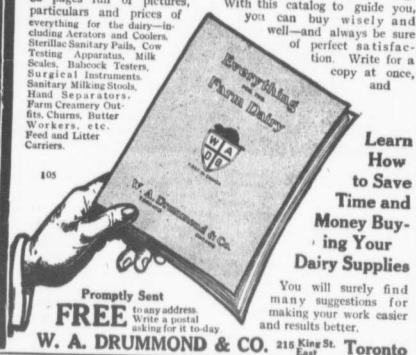 pages full of pictures,
particulars and prices of
everything for the dairy—in-
cluding Aerators and Coolers,
Sterillac Sanitary Pails, Cow
Testing Apparatus, Milk
Scales, Babcock Testers,
Surgical Instruments,
Sanitary Milking Stools,
Hand Separators,
Farm Creamery Out-
fits, Churns, Butter
Workers, etc.
Feed and Litter
Carriers.
105
With this catalog to guide you,
you can buy wisely and
well—and always be sure
of perfect satisfac-
tion. Write for a
copy at once,
and
Everything
FOR THE
Farm Dairy
W A
D B
W. A. Drummond & Co.
Learn
How
to Save
Time and
Money Buy-
ing Your
Dairy Supplies
You will surely find
many suggestions for
making your work easier
and results better.
Promptly Sent
FREE to any address.
Write a postal
asking for it to-day
W. A. DRUMMOND & CO. 215 King St. East Toronto